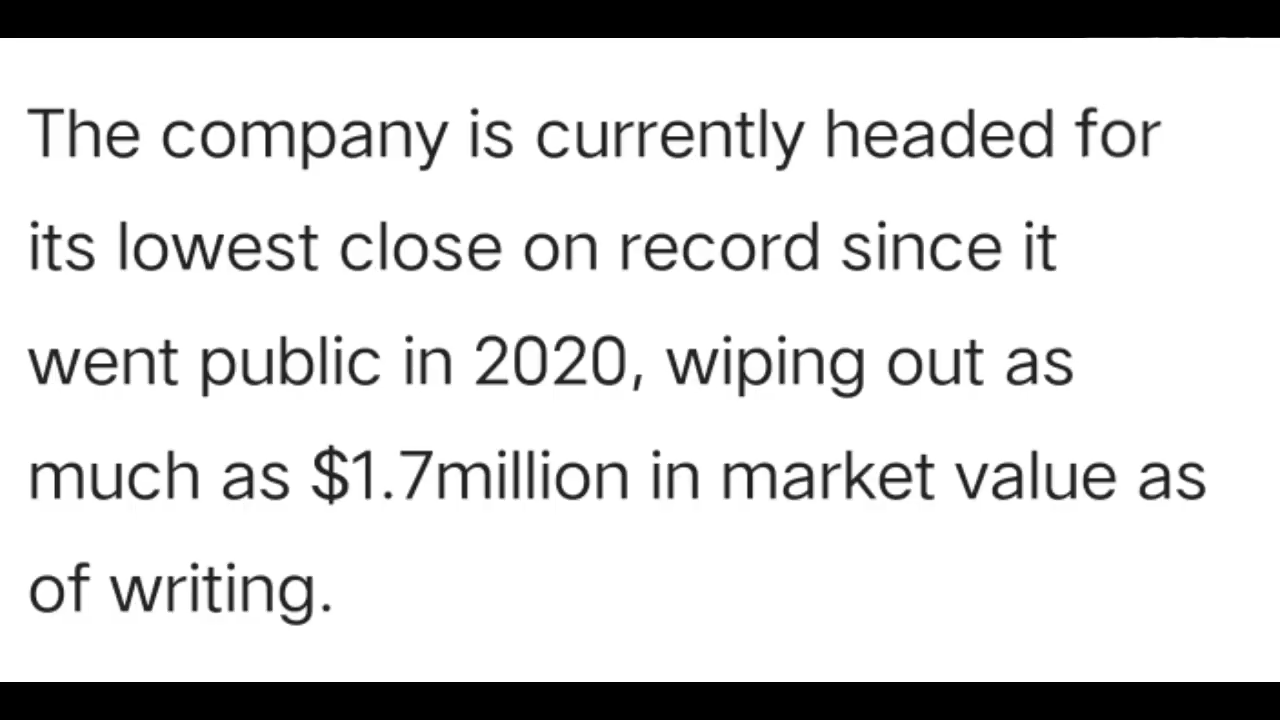 The company is currently headed for
its lowest close on record since it
went public in 2020, wiping out as
much as $1.7million in market value as
of writing.